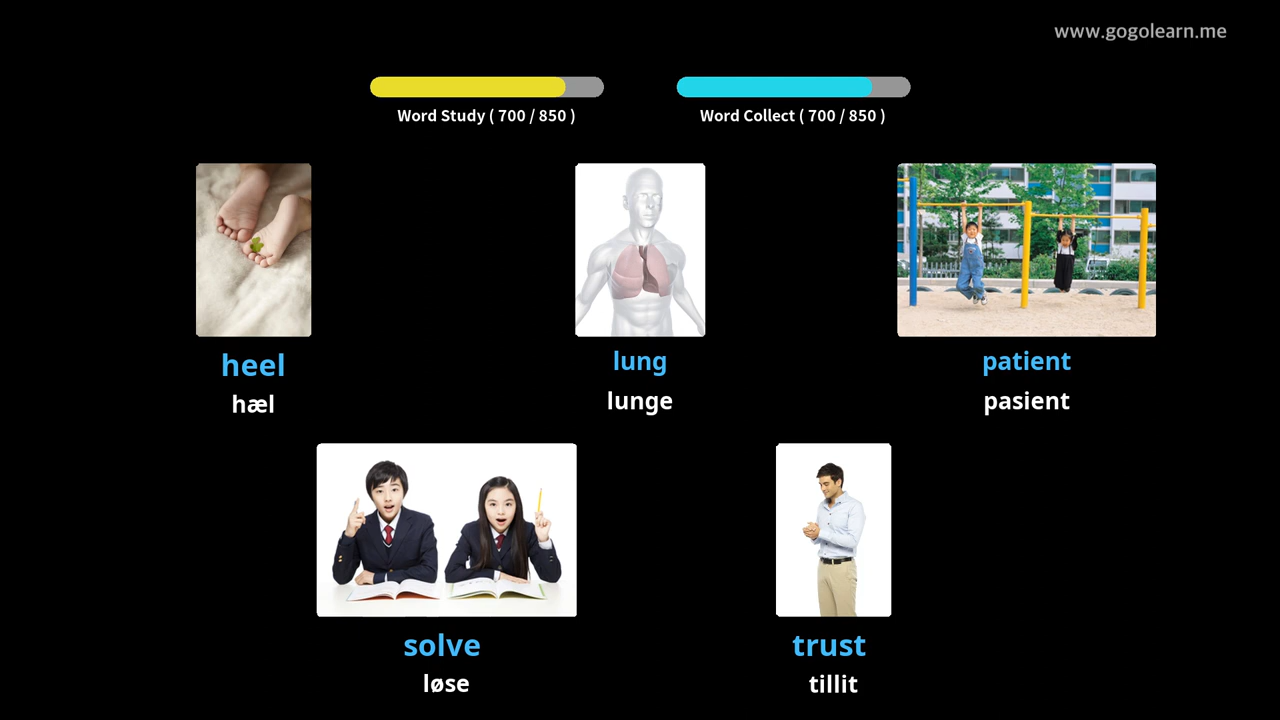 www.gogolearn.me
Word Study ( 700 / 850 )
Word Collect ( 700 / 850 )
heel
hæl
lung
lunge
patient
pasient
solve
løse
trust
tillit